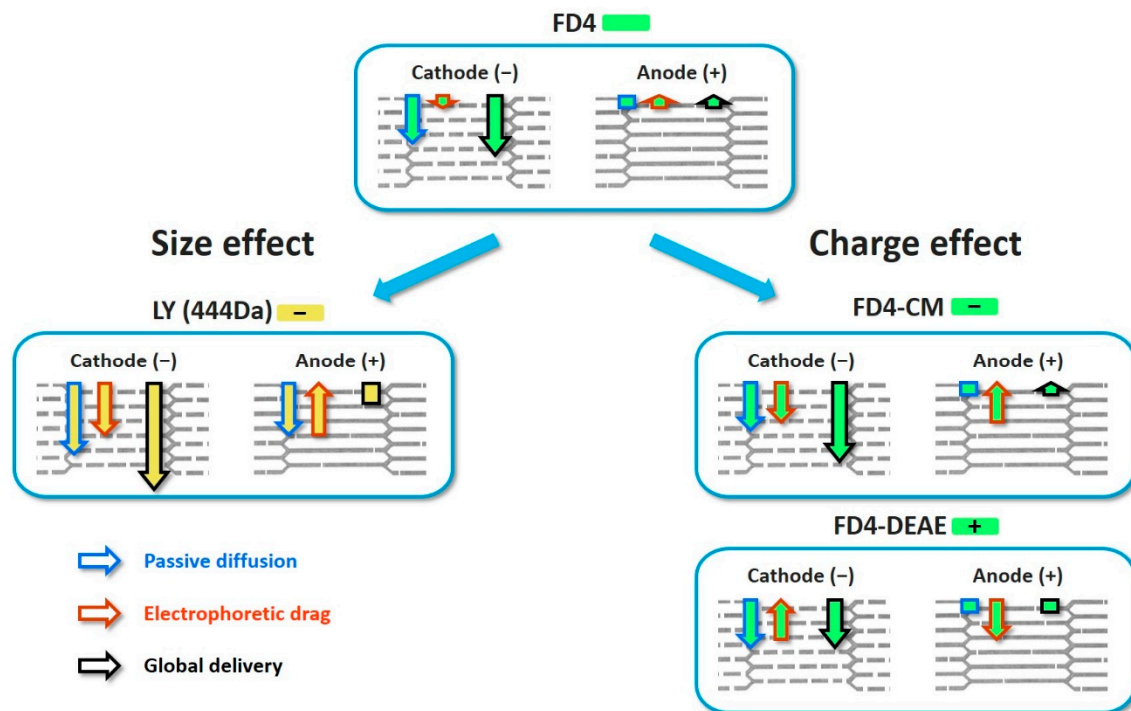 FD4
Cathode (−)
Anode (+)
Size effect
Charge effect
LY (444Da) −
Cathode (−)
Anode (+)
FD4-CM −
Cathode (−)
Anode (+)
FD4-DEAE +
Cathode (−)
Anode (+)
Passive diffusion
Electrophoretic drag
Global delivery